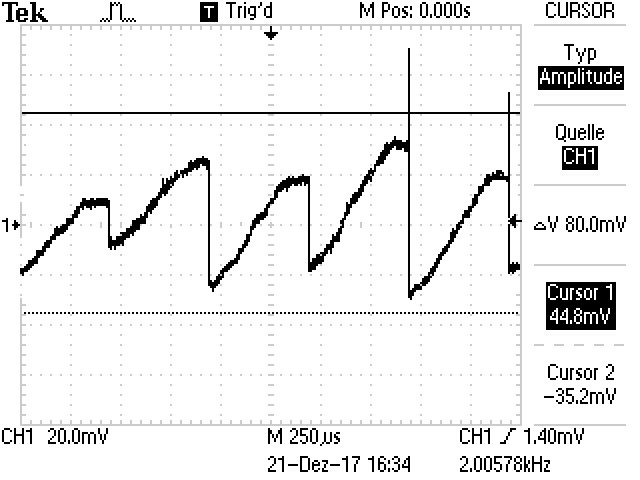 Tek T Trig'd M Pos: 0.000s CURSOR
Typ
Amplitude
Quelle
CH1
1
△V 80.0mV
Cursor 1
44.8mV
Cursor 2
-35.2mV
CH1 20.0mV M 250µs CH1 1.40mV
21-Dez-17 16:34 2.00578kHz